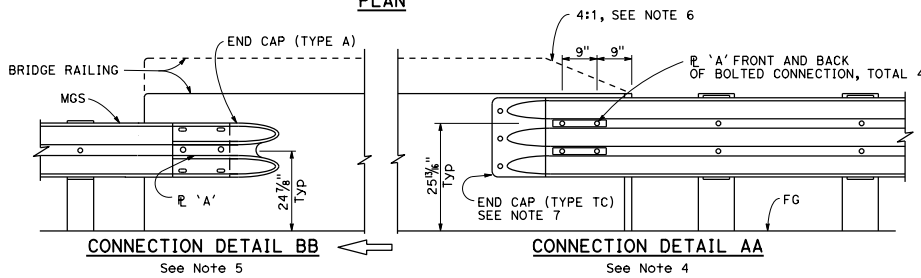 PLAN
4:1, SEE NOTE 6
END CAP (TYPE A)
9" 9"
BRIDGE RAILING
℄ 'A' FRONT AND BACK
OF BOLTED CONNECTION, TOTAL 4
MGS
℄ 'A'
24⅞"
Typ
25¹³⁄₁₆"
Typ
END CAP (TYPE TC)
SEE NOTE 7
FG
CONNECTION DETAIL BB
See Note 5
CONNECTION DETAIL AA
See Note 4